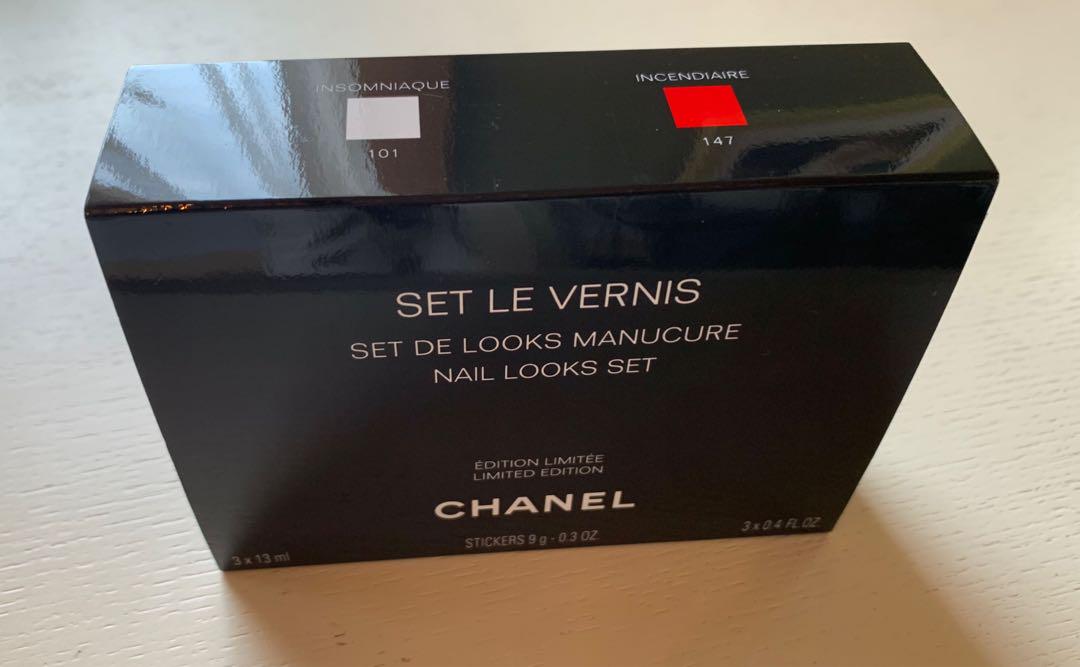 INSOMNIAQUE
101
INCENDIAIRE
147
SET LE VERNIS
SET DE LOOKS MANUCURE
NAIL LOOKS SET
ÉDITION LIMITÉE
LIMITED EDITION
CHANEL
3 x 13 ml
STICKERS 9 g - 0.3 OZ
3 x 0.4 FL. OZ.